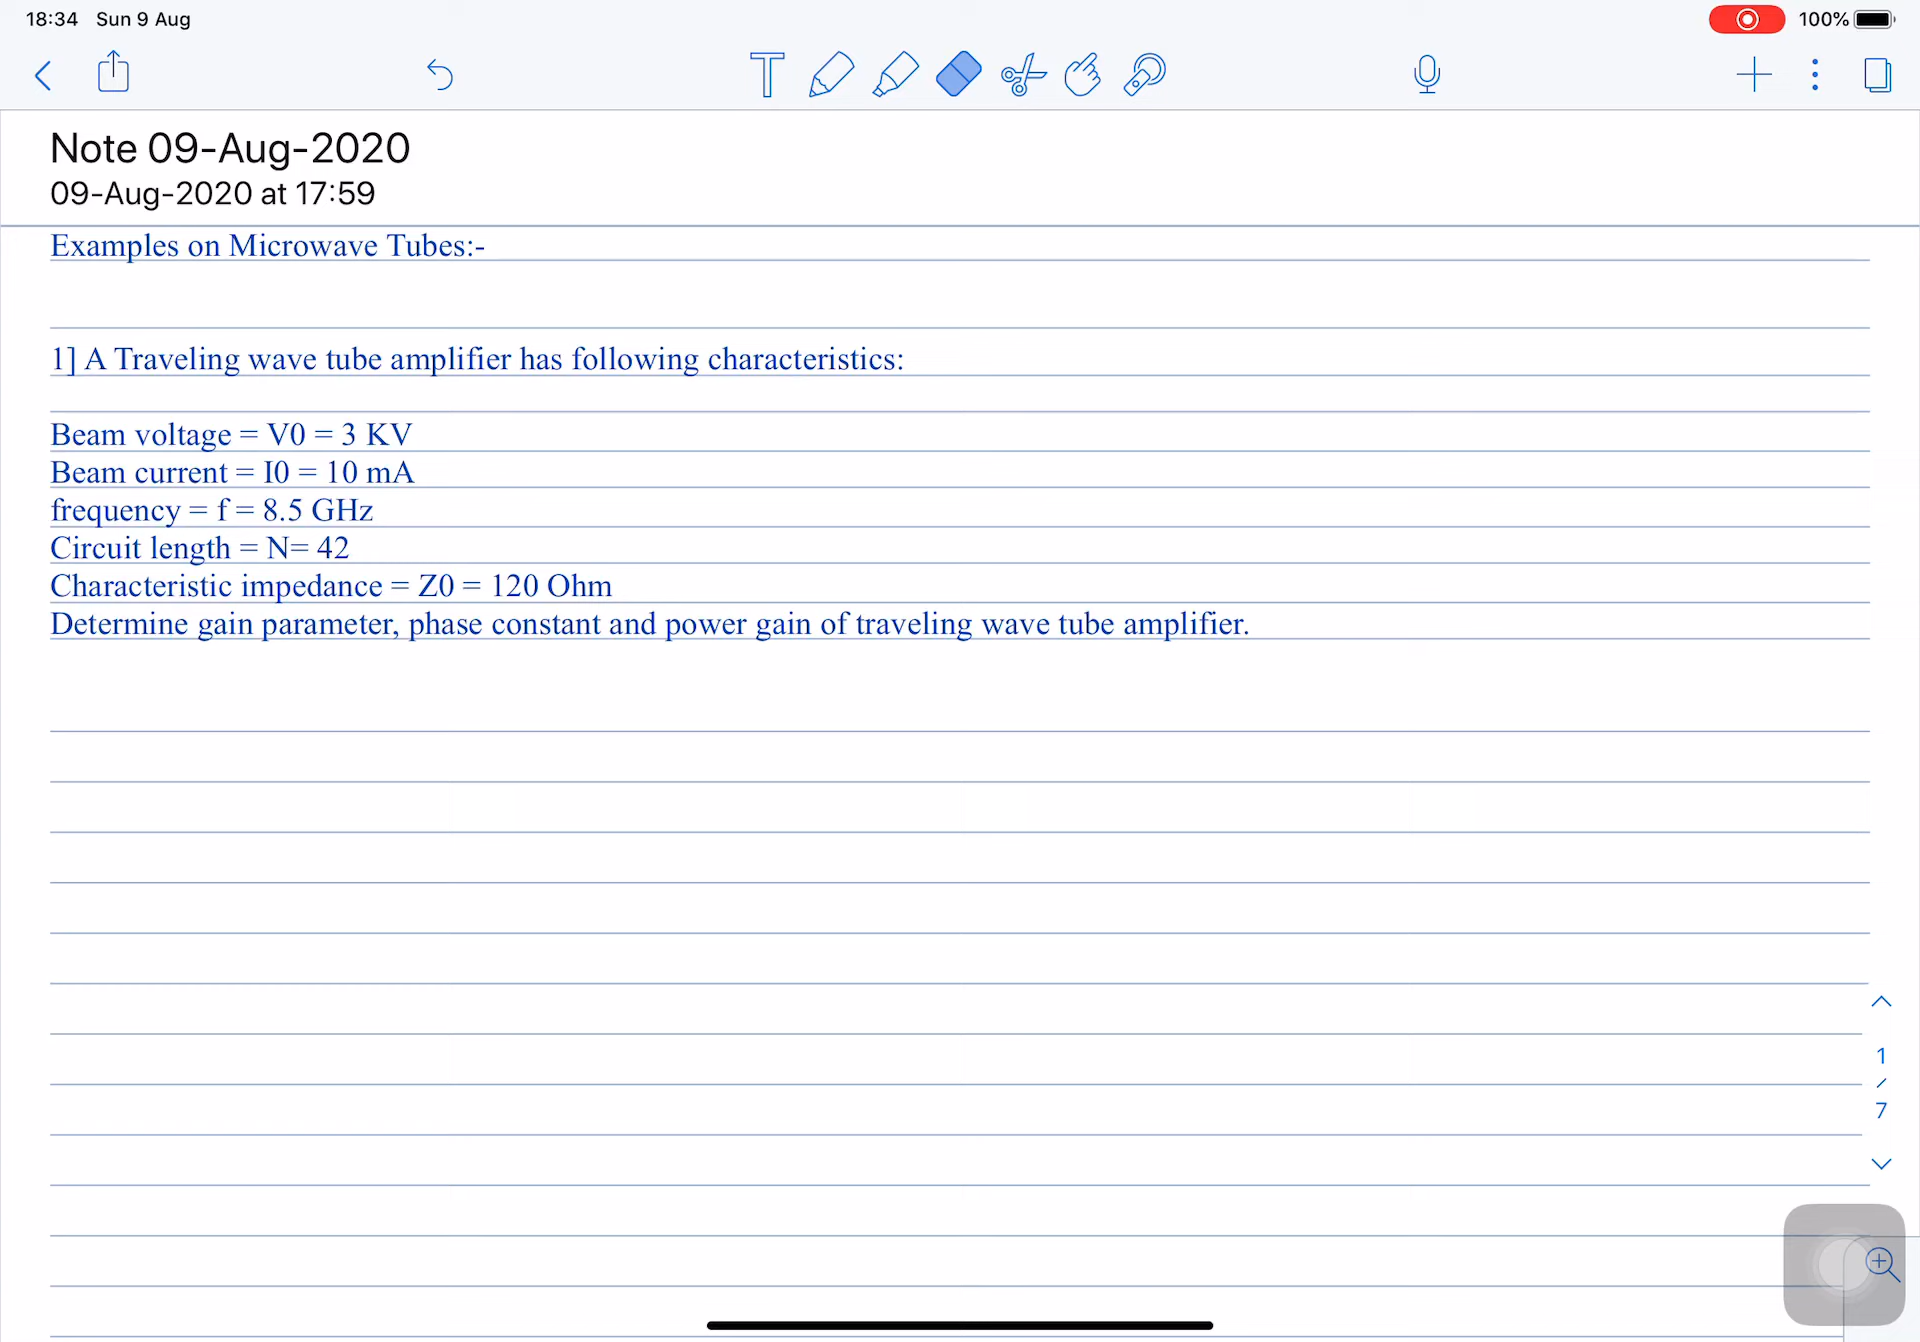 18:34 Sun 9 Aug
100%
Note 09-Aug-2020
09-Aug-2020 at 17:59
Examples on Microwave Tubes:-
1] A Traveling wave tube amplifier has following characteristics:
Beam voltage = V0 = 3 KV
Beam current = I0 = 10 mA
frequency = f = 8.5 GHz
Circuit length = N= 42
Characteristic impedance = Z0 = 120 Ohm
Determine gain parameter, phase constant and power gain of traveling wave tube amplifier.
1
/
7